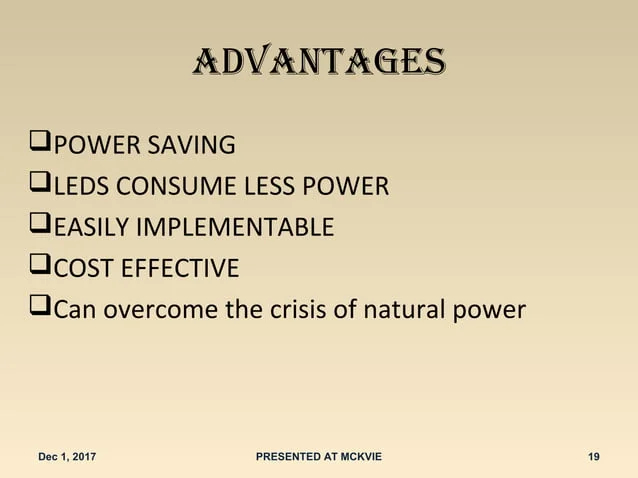 ADVANTAGES
❑POWER SAVING
❑LEDS CONSUME LESS POWER
❑EASILY IMPLEMENTABLE
❑COST EFFECTIVE
❑Can overcome the crisis of natural power
Dec 1, 2017 PRESENTED AT MCKVIE 19